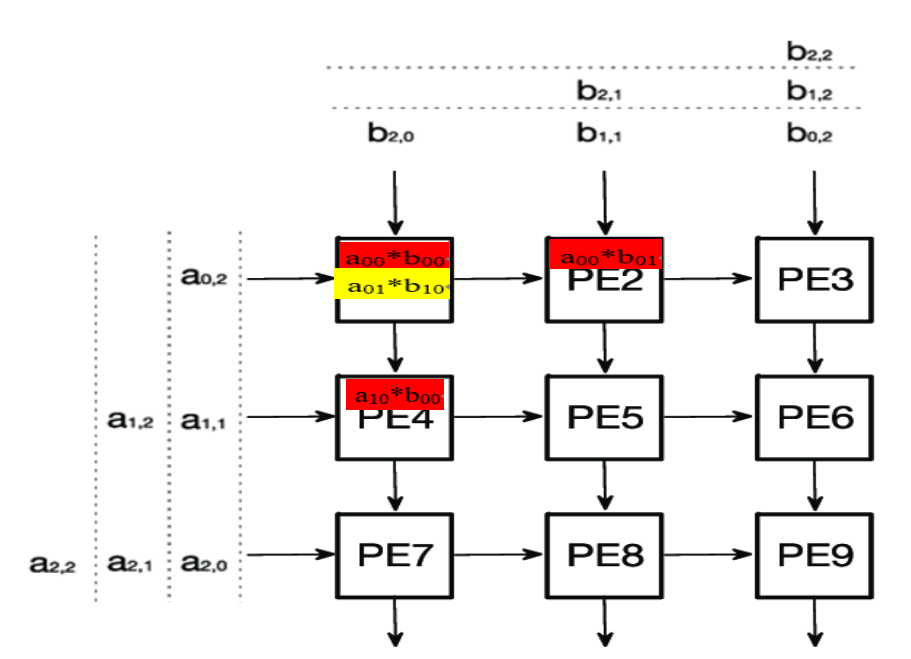 b2,2
b2,1 b1,2
b2,0 b1,1 b0,2
a00*b00 a00*b01
a0,2 PE2 PE3
a01*b10
a10*b00
a1,2 a1,1 PE4 PE5 PE6
a2,2 a2,1 a2,0 PE7 PE8 PE9